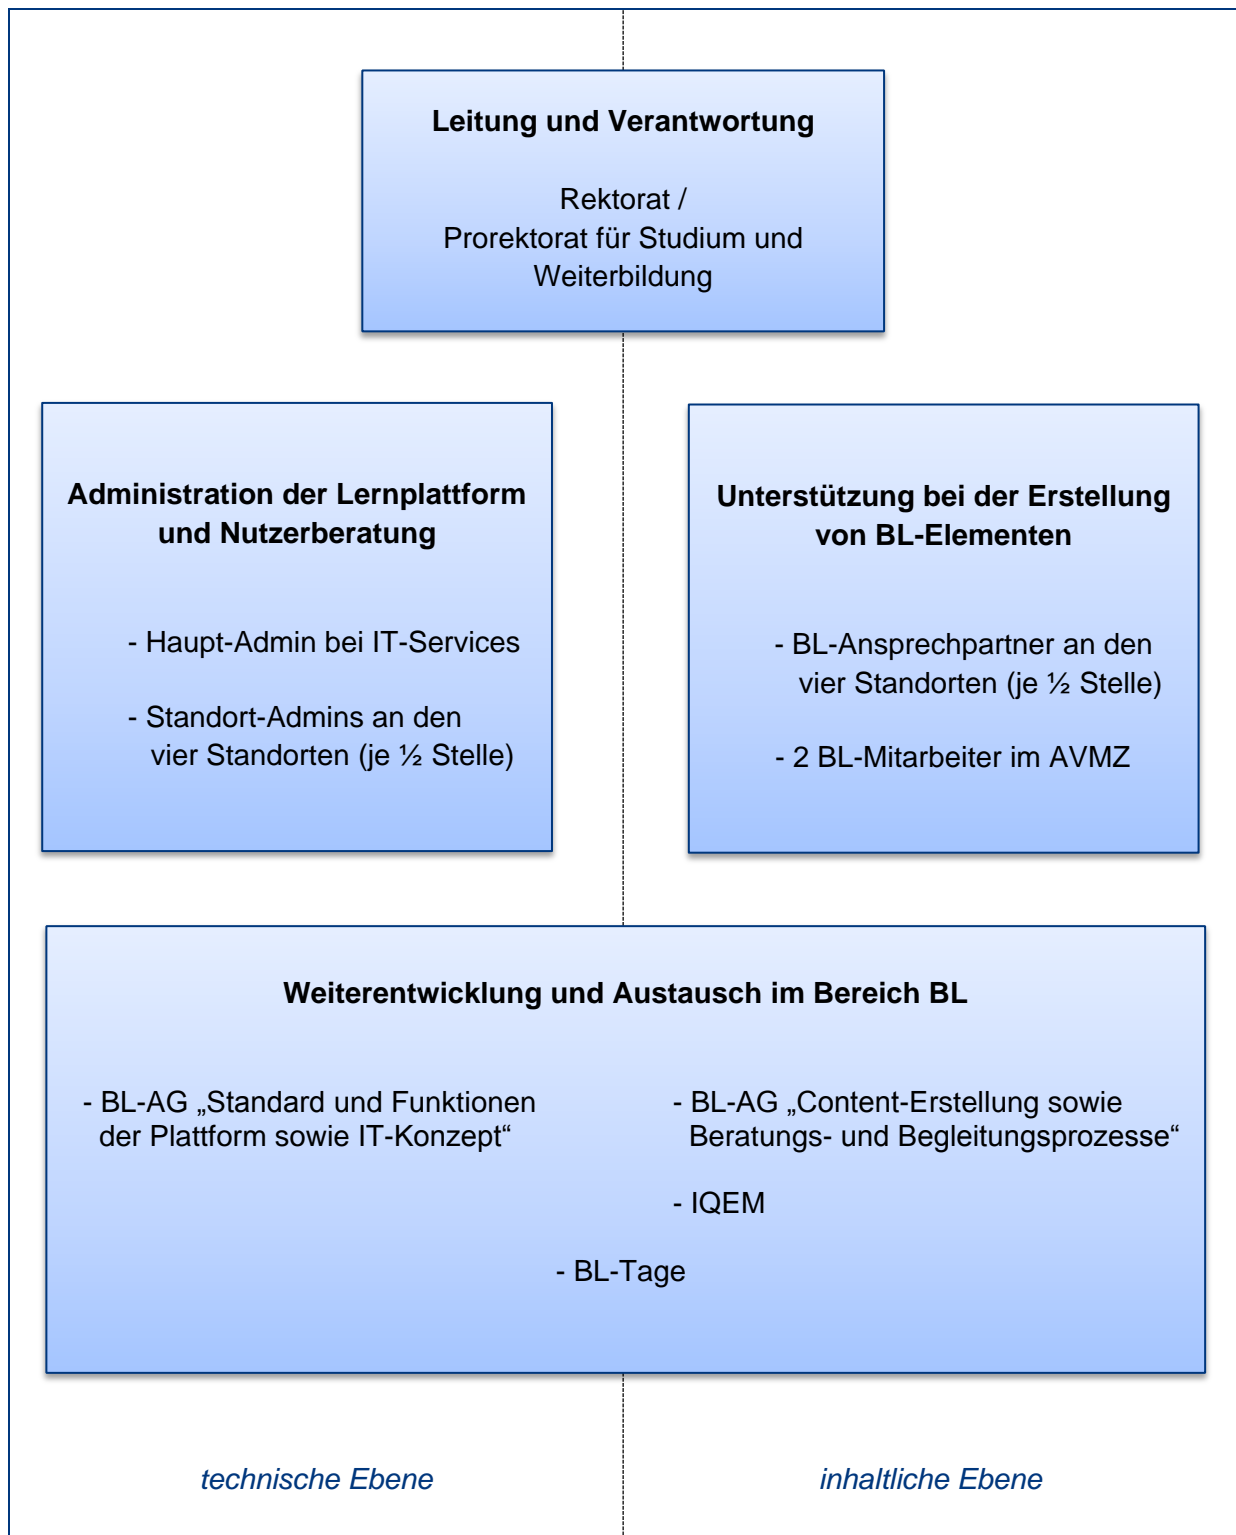 Leitung und Verantwortung
Rektorat /
Prorektorat für Studium und
Weiterbildung
Administration der Lernplattform
und Nutzerberatung
- Haupt-Admin bei IT-Services
- Standort-Admins an den
vier Standorten (je ½ Stelle)
Unterstützung bei der Erstellung
von BL-Elementen
- BL-Ansprechpartner an den
vier Standorten (je ½ Stelle)
- 2 BL-Mitarbeiter im AVMZ
Weiterentwicklung und Austausch im Bereich BL
- BL-AG „Standard und Funktionen
der Plattform sowie IT-Konzept“
- BL-AG „Content-Erstellung sowie
Beratungs- und Begleitungsprozesse“
- IQEM
- BL-Tage
technische Ebene
inhaltliche Ebene